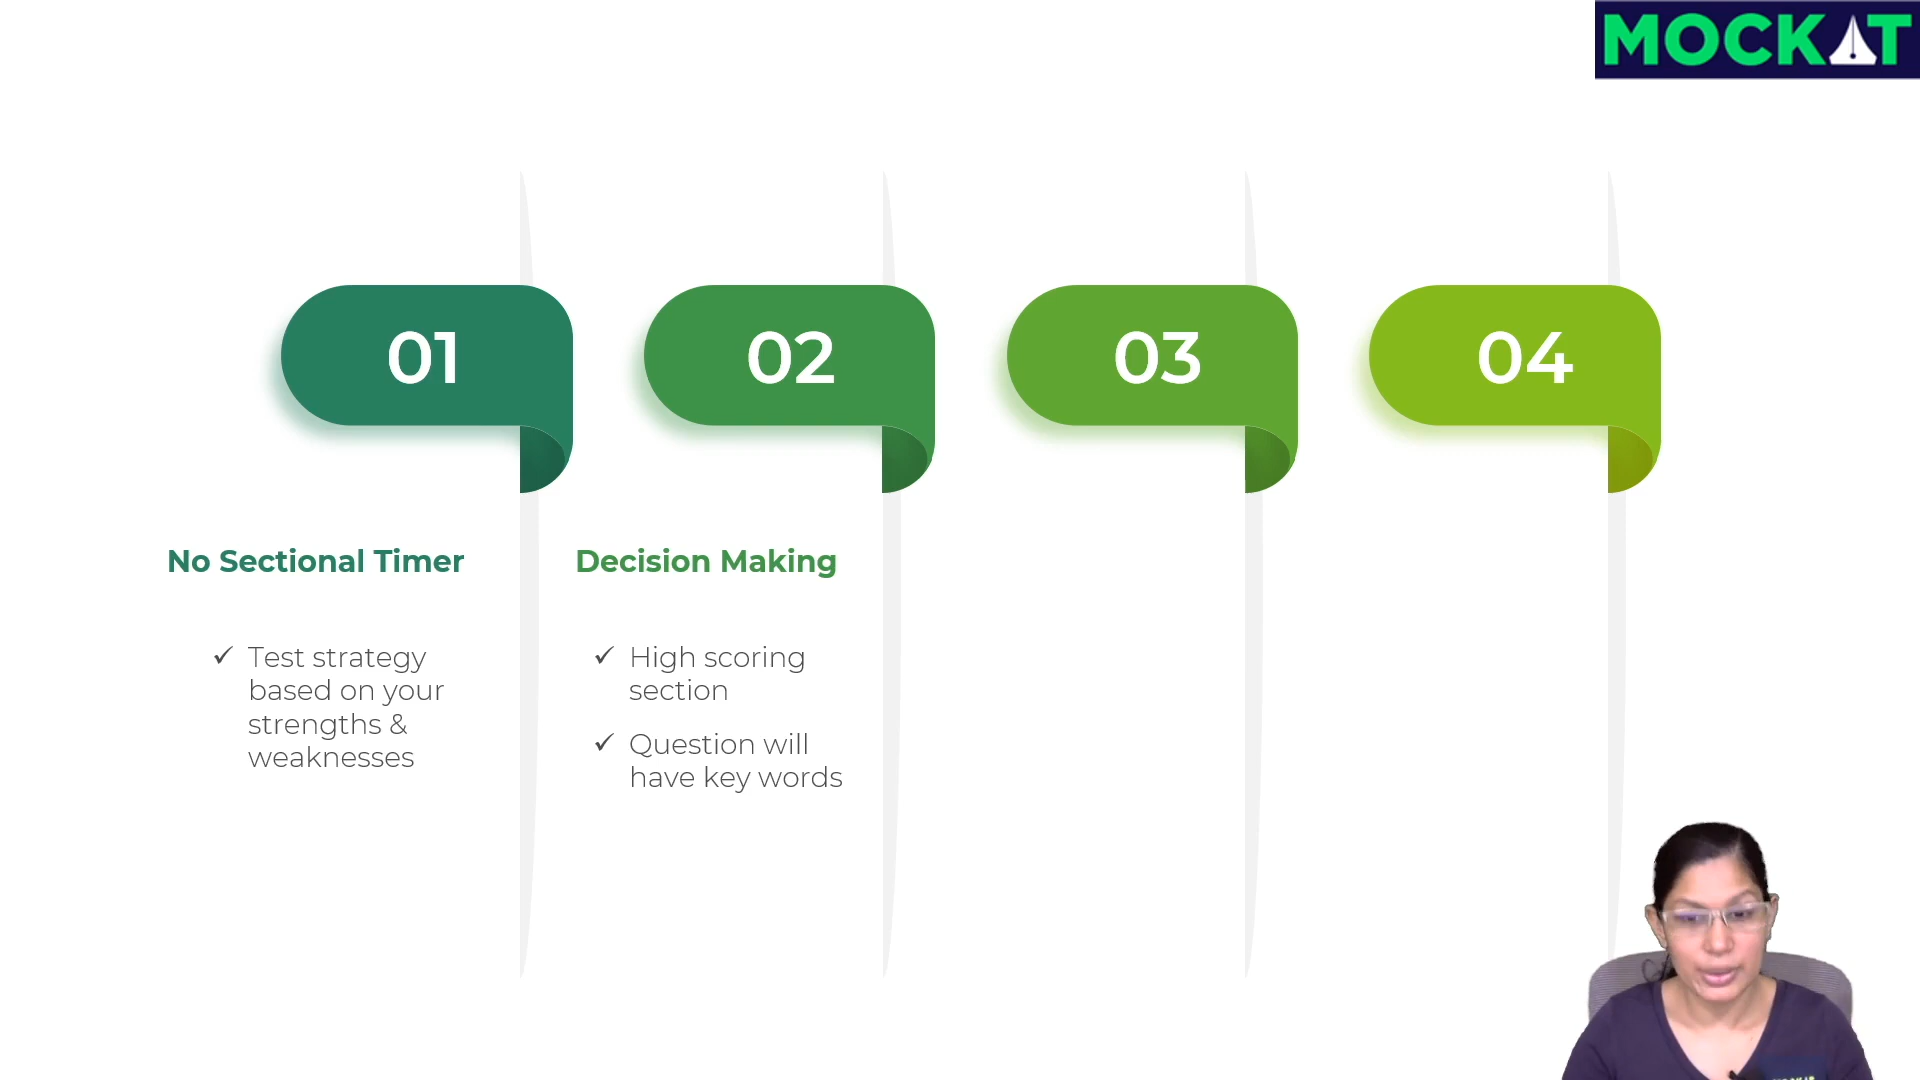 MOCKAT
01
02
03
04
No Sectional Timer
✓ Test strategy
based on your
strengths &
weaknesses
Decision Making
✓ High scoring
section
✓ Question will
have key words